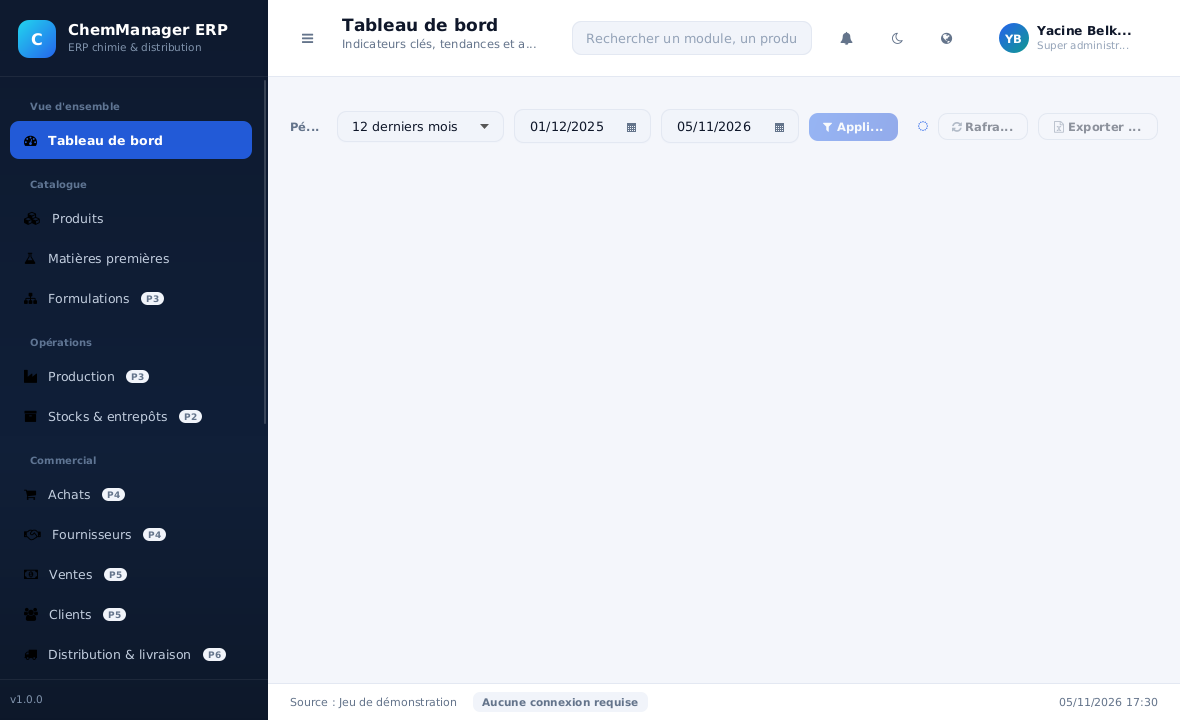 C
ChemManager ERP
ERP chimie & distribution
Vue d'ensemble
Tableau de bord
Catalogue
Produits
Matières premières
Formulations P3
Opérations
Production P3
Stocks & entrepôts P2
Commercial
Achats P4
Fournisseurs P4
Ventes P5
Clients P5
Distribution & livraison P6
v1.0.0
Tableau de bord
Indicateurs clés, tendances et a...
Rechercher un module, un produ
YB
Yacine Belk...
Super administr...
Pé... 12 derniers mois 01/12/2025 05/11/2026 Appli... Rafra... Exporter ...
Source : Jeu de démonstration Aucune connexion requise 05/11/2026 17:30